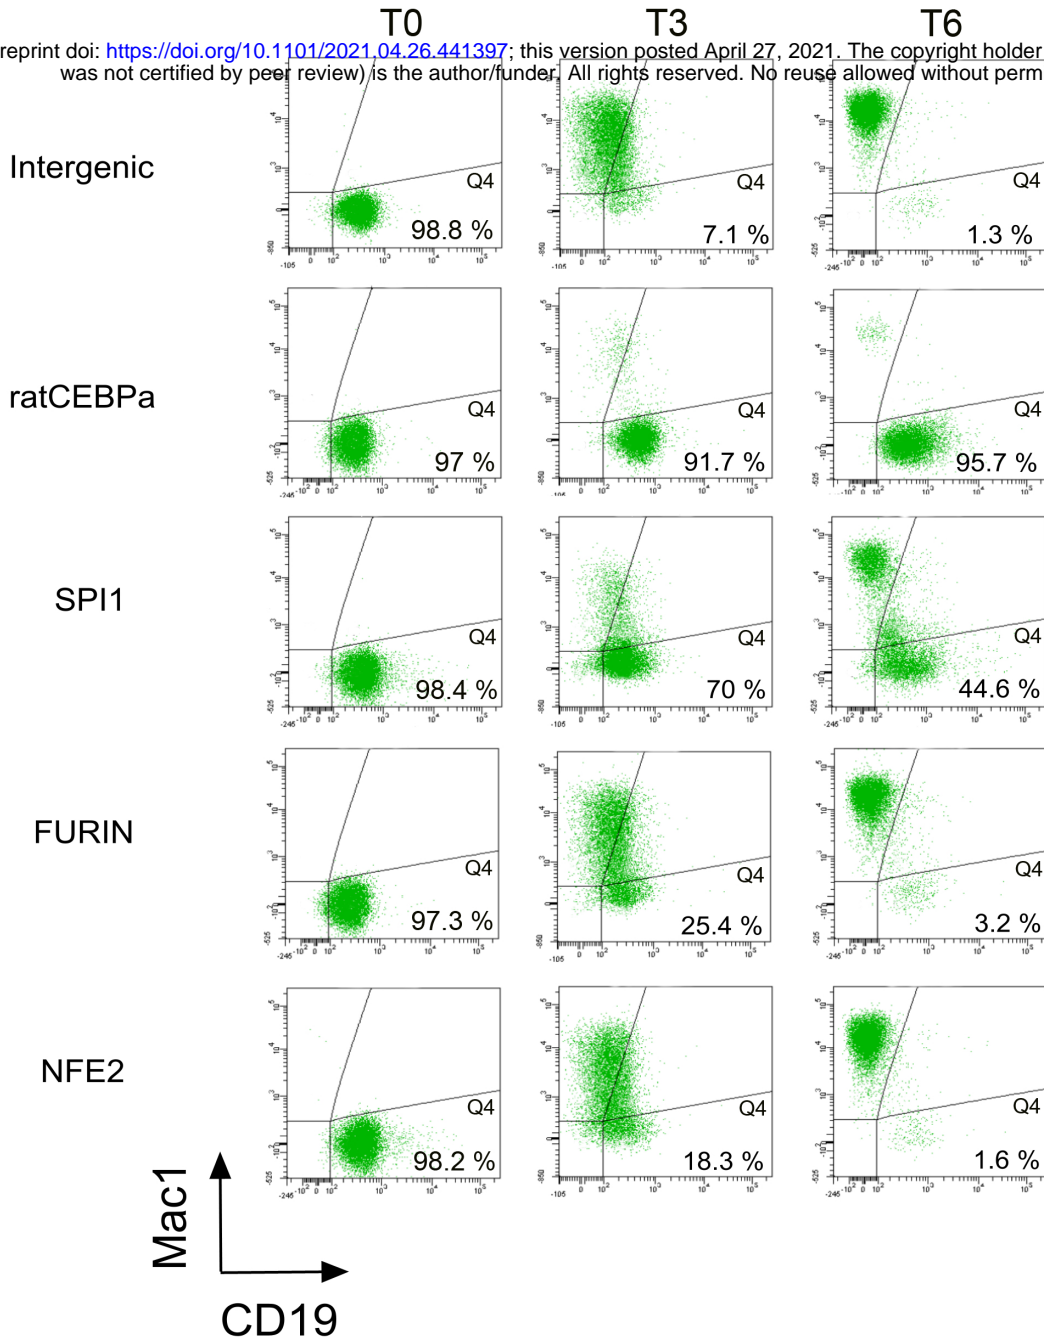 T0 T3 T6
reprint doi: https://doi.org/10.1101/2021.04.26.441397; this version posted April 27, 2021. The copyright holder
was not certified by peer review) is the author/funder. All rights reserved. No reuse allowed without perm
Intergenic
Q4 Q4 Q4
98.8 % 7.1 % 1.3 %
ratCEBPa
Q4 Q4 Q4
97 % 91.7 % 95.7 %
SPI1
Q4 Q4 Q4
98.4 % 70 % 44.6 %
FURIN
Q4 Q4 Q4
97.3 % 25.4 % 3.2 %
NFE2
Q4 Q4 Q4
98.2 % 18.3 % 1.6 %
Mac1
CD19